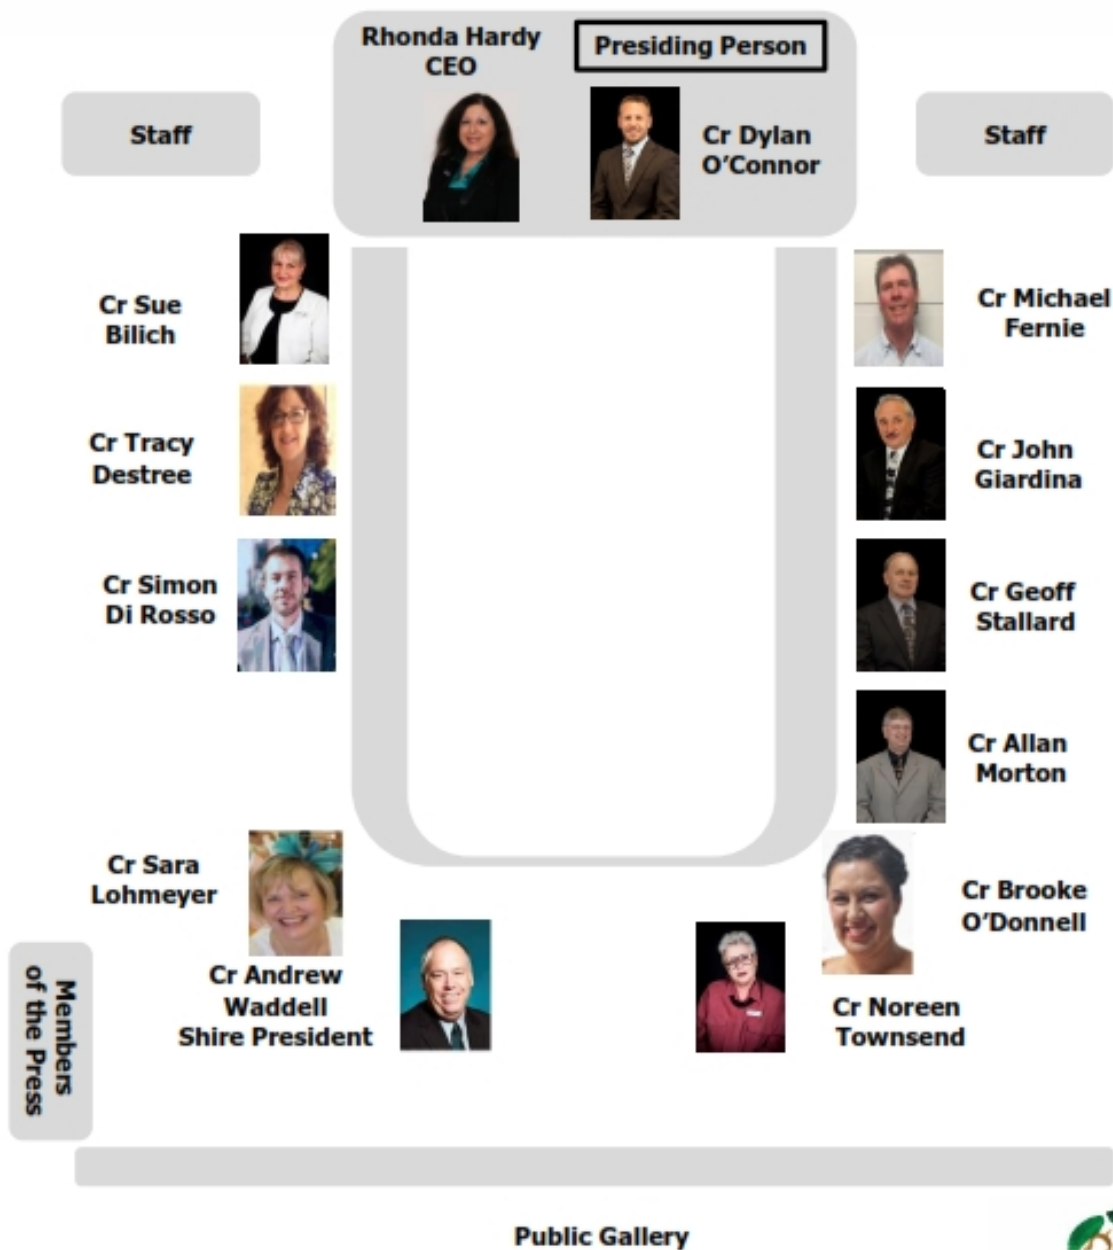 Rhonda Hardy
CEO
Presiding Person
Staff
Cr Dylan
O'Connor
Staff
Cr Sue
Bilich
Cr Michael
Fernie
Cr Tracy
Destree
Cr John
Giardina
Cr Simon
Di Rosso
Cr Geoff
Stallard
Cr Allan
Morton
Cr Sara
Lohmeyer
Cr Brooke
O'Donnell
Cr Andrew
Waddell
Shire President
Cr Noreen
Townsend
Members
of the Press
Public Gallery